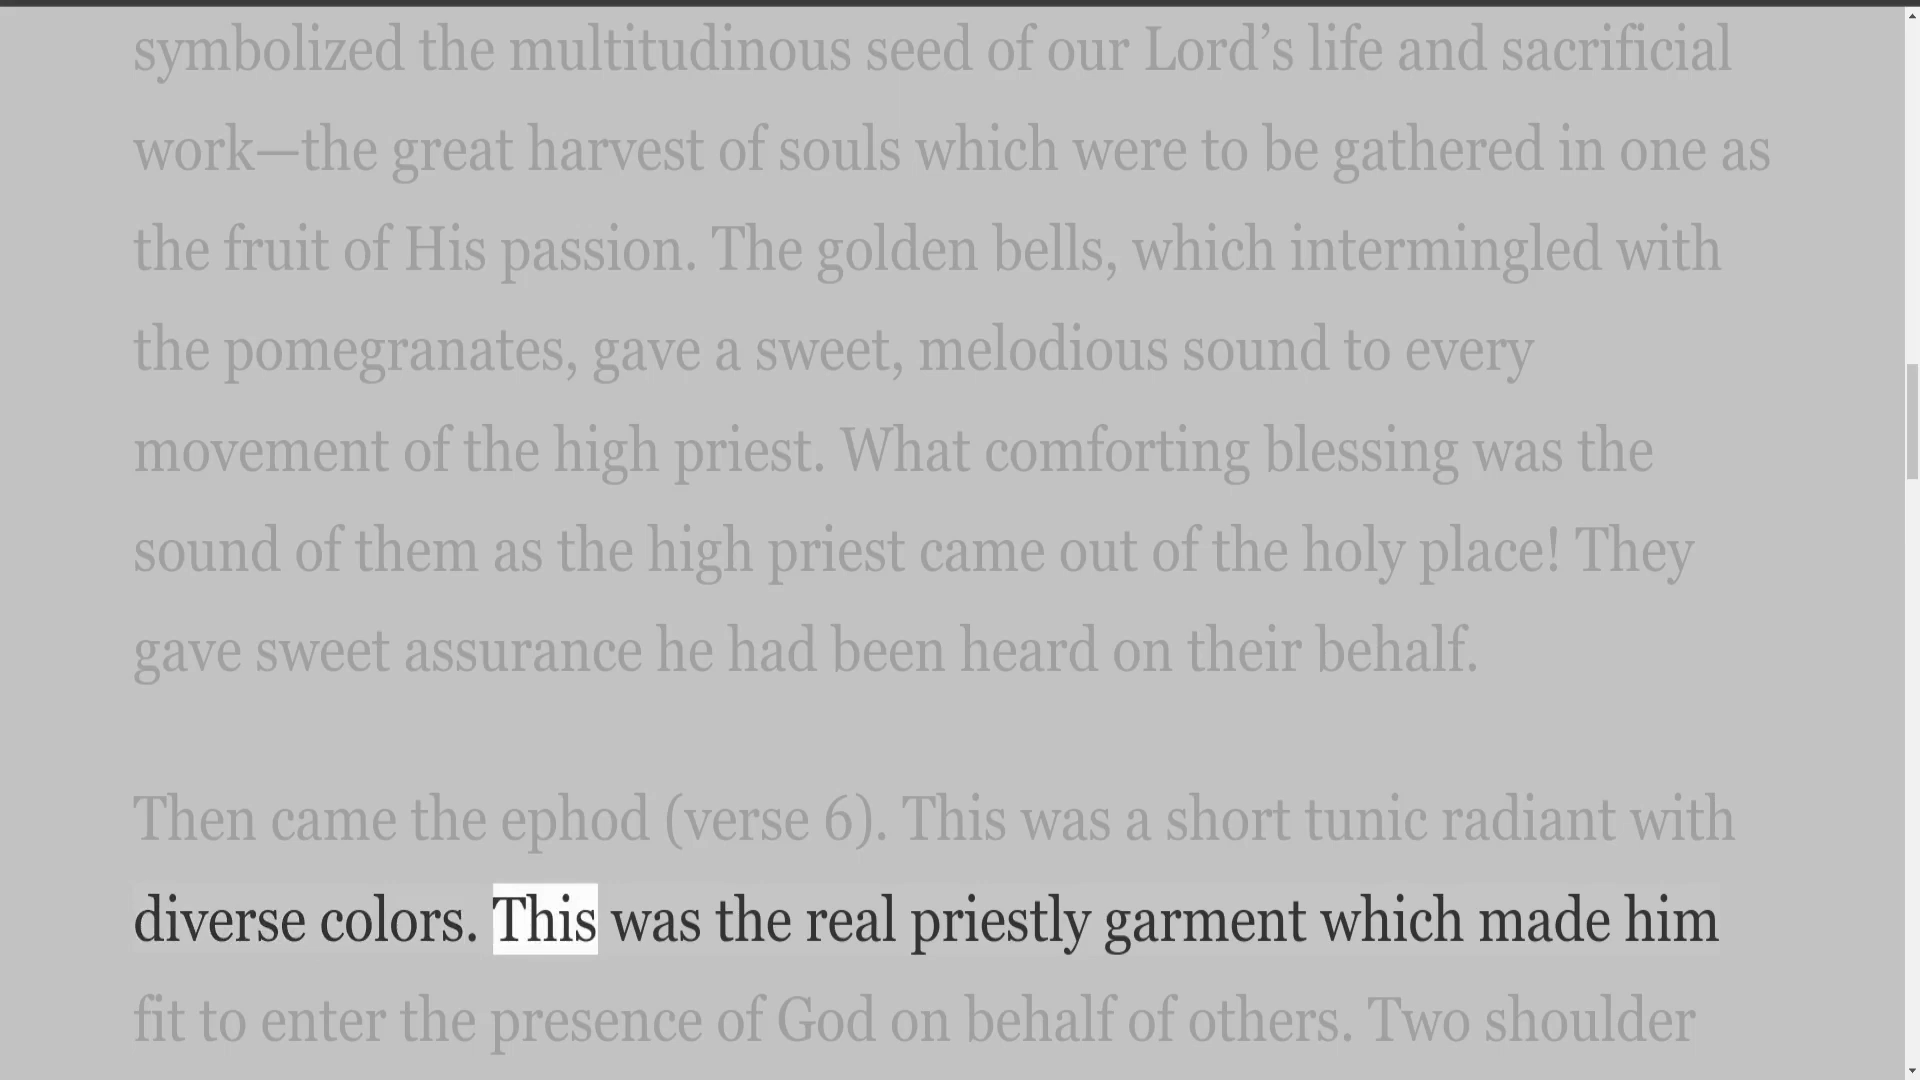 symbolized the multitudinous seed of our Lord’s life and sacrificial
work—the great harvest of souls which were to be gathered in one as
the fruit of His passion. The golden bells, which intermingled with
the pomegranates, gave a sweet, melodious sound to every
movement of the high priest. What comforting blessing was the
sound of them as the high priest came out of the holy place! They
gave sweet assurance he had been heard on their behalf.
Then came the ephod (verse 6). This was a short tunic radiant with
diverse colors. This was the real priestly garment which made him
fit to enter the presence of God on behalf of others. Two shoulder